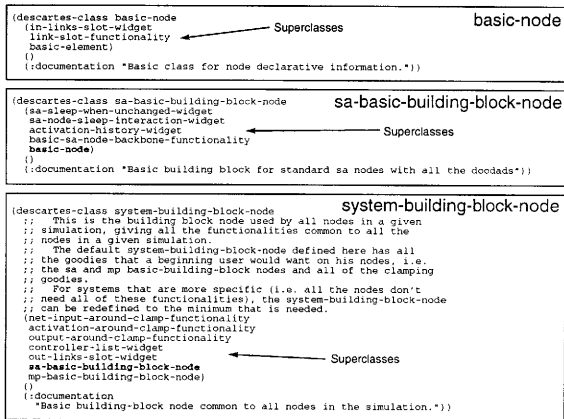 basic-node
(descartes-class basic-node
(in-links-slot-widget
link-slot-functionality
basic-element)
()
(:documentation "Basic class for node declarative information."))
Superclasses
sa-basic-building-block-node
(descartes-class sa-basic-building-block-node
(sa-sleep-when-unchanged-widget
sa-node-sleep-interaction-widget
activation-history-widget
basic-sa-node-backbone-functionality
basic-node)
()
(:documentation "Basic building block for standard sa nodes with all the doodads"))
Superclasses
system-building-block-node
(descartes-class system-building-block-node
;; This is the building block node used by all nodes in a given
;; simulation, giving all the functionalities common to all the
;; nodes in a given simulation.
;; The default system-building-block-node defined here has all
;; the goodies that a beginning user would want on his nodes, i.e.
;; the sa and mp basic-building-block nodes and all of the clamping
;; goodies.
;; For systems that are more specific (i.e. all the nodes don't
;; need all of these functionalities), the system-building-block-node
;; can be redefined to the minimum that is needed.
(net-input-around-clamp-functionality
activation-around-clamp-functionality
output-around-clamp-functionality
controller-list-widget
out-links-slot-widget
sa-basic-building-block-node
mp-basic-building-block-node)
()
(:documentation
"Basic building-block node common to all nodes in the simulation."))
Superclasses